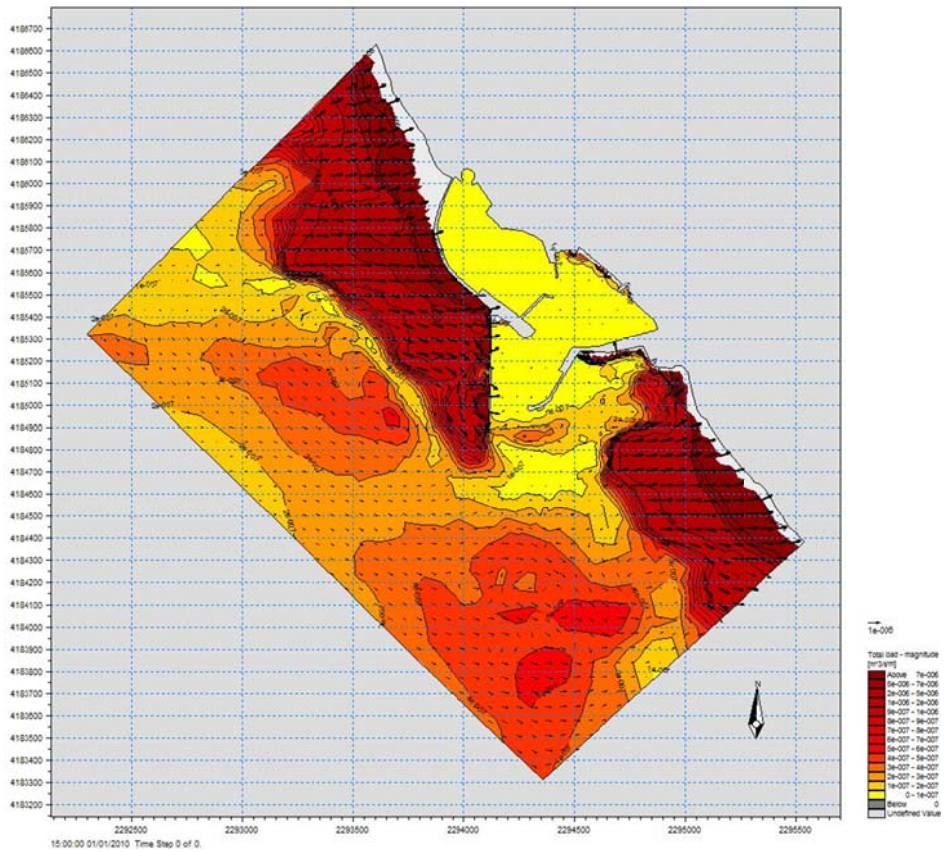 4186700
4186600
4186500
4186400
4186300
4186200
4186100
4186000
4185900
4185800
4185700
4185600
4185500
4185400
4185300
4185200
4185100
4185000
4184900
4184800
4184700
4184600
4184500
4184400
4184300
4184200
4184100
4184000
4183900
4183800
4183700
4183600
4183500
4183400
4183300
4183200
2292500 2293000 2293500 2294000 2294500 2295000 2295500
15:00:00 01/01/2010 Time Step 0 of 0.
1e-006
Total load - magnitude
[m^3/s/m]
Above 7e-006
5e-006 - 7e-006
2e-006 - 5e-006
1e-006 - 2e-006
9e-007 - 1e-006
8e-007 - 9e-007
7e-007 - 8e-007
6e-007 - 7e-007
5e-007 - 6e-007
4e-007 - 5e-007
3e-007 - 4e-007
2e-007 - 3e-007
1e-007 - 2e-007
0 - 1e-007
Below 0
Undefined Value
N